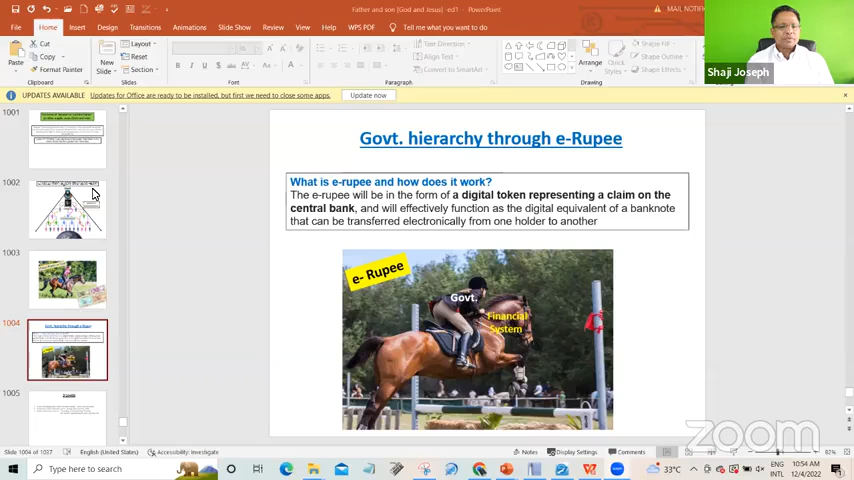 Father and son [God and Jesus] -ed1 - PowerPoint
MAIL NOTIFI
File
Home
Insert
Design
Transitions
Animations
Slide Show
Review
View
Help
WPS PDF
Tell me what you want to do
Cut
Copy
Format Painter
Paste
Clipboard
New
Slide
Layout
Reset
Section
Slides
Font
Text Direction
Align Text
Convert to SmartArt
Paragraph
Arrange
Quick
Styles
Shape Fill
Shape Outline
Shape Effects
Drawing
Shaji Joseph
UPDATES AVAILABLE Updates for Office are ready to be installed, but first we need to close some apps. Update now
1001
1002
1003
1004
1005
Govt. hierarchy through e-Rupee
What is e-rupee and how does it work?
The e-rupee will be in the form of a digital token representing a claim on the
central bank, and will effectively function as the digital equivalent of a banknote
that can be transferred electronically from one holder to another
e- Rupee
Govt.
Financial
System
zoom
Slide 1004 of 1037
English (United States)
Accessibility: Investigate
Notes
Display Settings
Comments
82%
Type here to search
33°C
ENG
INTL
10:54 AM
12/4/2022